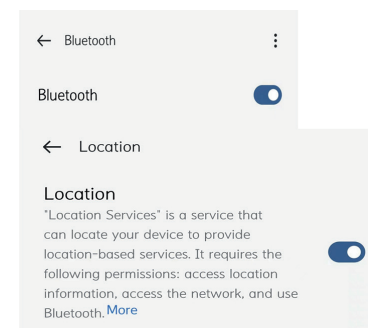 Bluetooth
Bluetooth
Location
Location
"Location Services" is a service that
can locate your device to provide
location-based services. It requires the
following permissions: access location
information, access the network, and use
Bluetooth. More